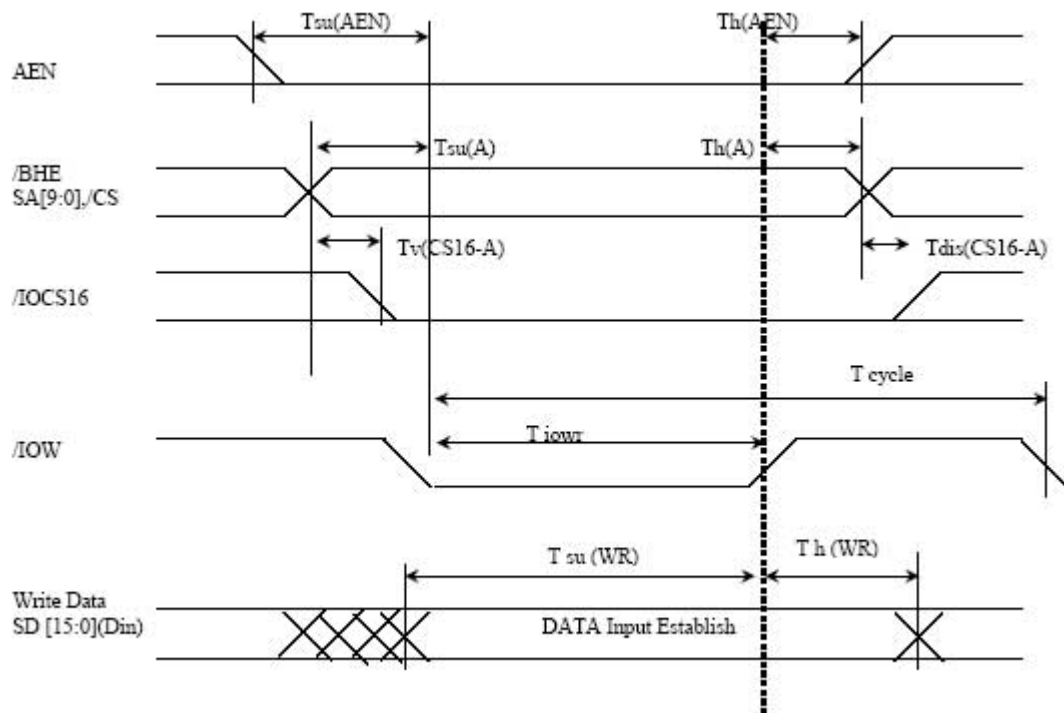 Tsu(AEN)
Th(AEN)
AEN
Tsu(A)
Th(A)
/BHE
SA[9:0],/CS
Tv(CS16-A)
Tdis(CS16-A)
/IOCS16
T cycle
/IOW
T iowr
T su (WR)
T h (WR)
Write Data
SD [15:0](Din)
DATA Input Establish